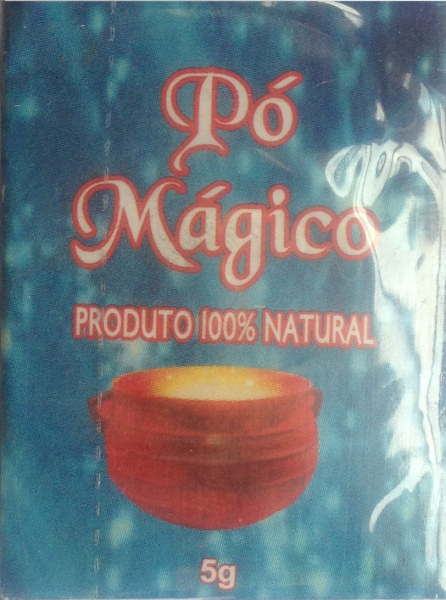 Pó
Mágico
PRODUTO 100% NATURAL
5g